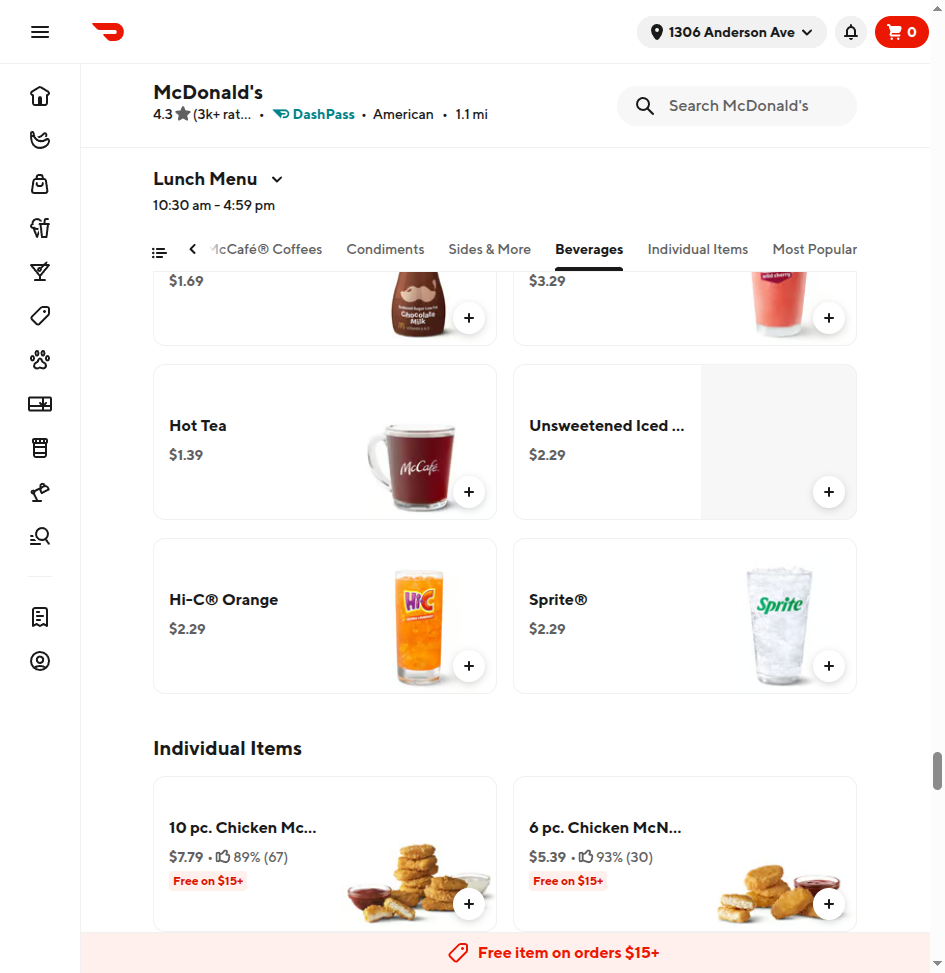 1306 Anderson Ave
0
McDonald's
4.3 (3k+ rat... • DashPass • American • 1.1 mi
Search McDonald's
Lunch Menu
10:30 am - 4:59 pm
McCafé® Coffees
Condiments
Sides & More
Beverages
Individual Items
Most Popular
$1.69
Chocolate
Milk
$3.29
wild cherry
Hot Tea
$1.39
McCafé
Unsweetened Iced ...
$2.29
Hi-C® Orange
$2.29
Hi-C
Sprite®
$2.29
Sprite
Individual Items
10 pc. Chicken Mc...
$7.79 • 89% (67)
Free on $15+
6 pc. Chicken McN...
$5.39 • 93% (30)
Free on $15+
Free item on orders $15+